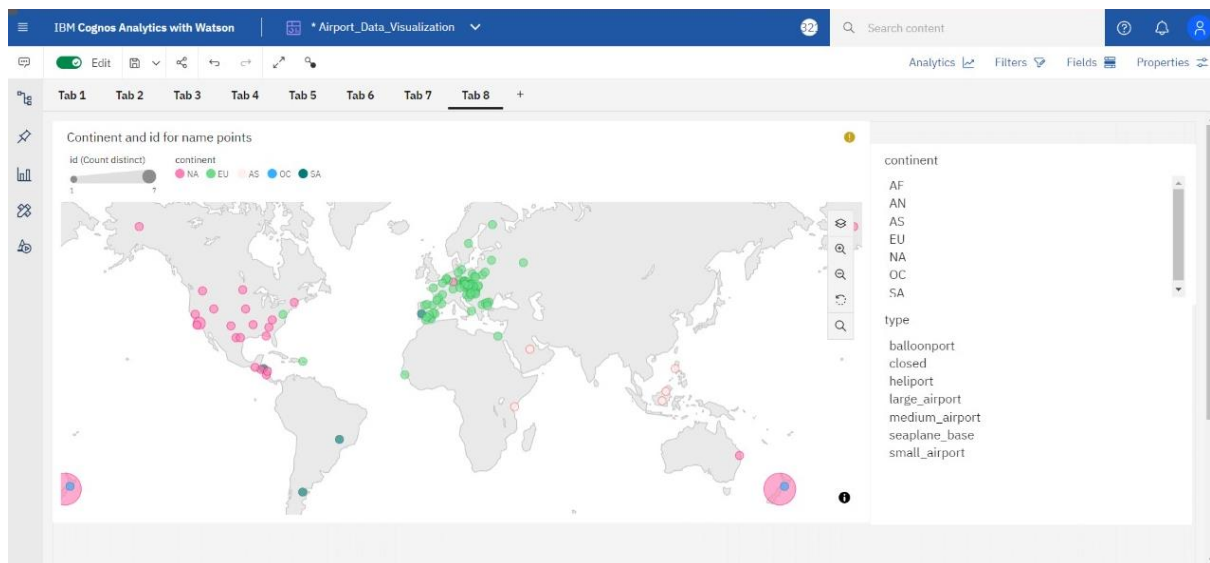 IBM Cognos Analytics with Watson
* Airport_Data_Visualization
Search content
Edit
Analytics
Filters
Fields
Properties
Tab 1 Tab 2 Tab 3 Tab 4 Tab 5 Tab 6 Tab 7 Tab 8 +
Continent and id for name points
id (Count distinct)
1 7
continent
NA EU AS OC SA
continent
AF
AN
AS
EU
NA
OC
SA
type
balloonport
closed
heliport
large_airport
medium_airport
seaplane_base
small_airport